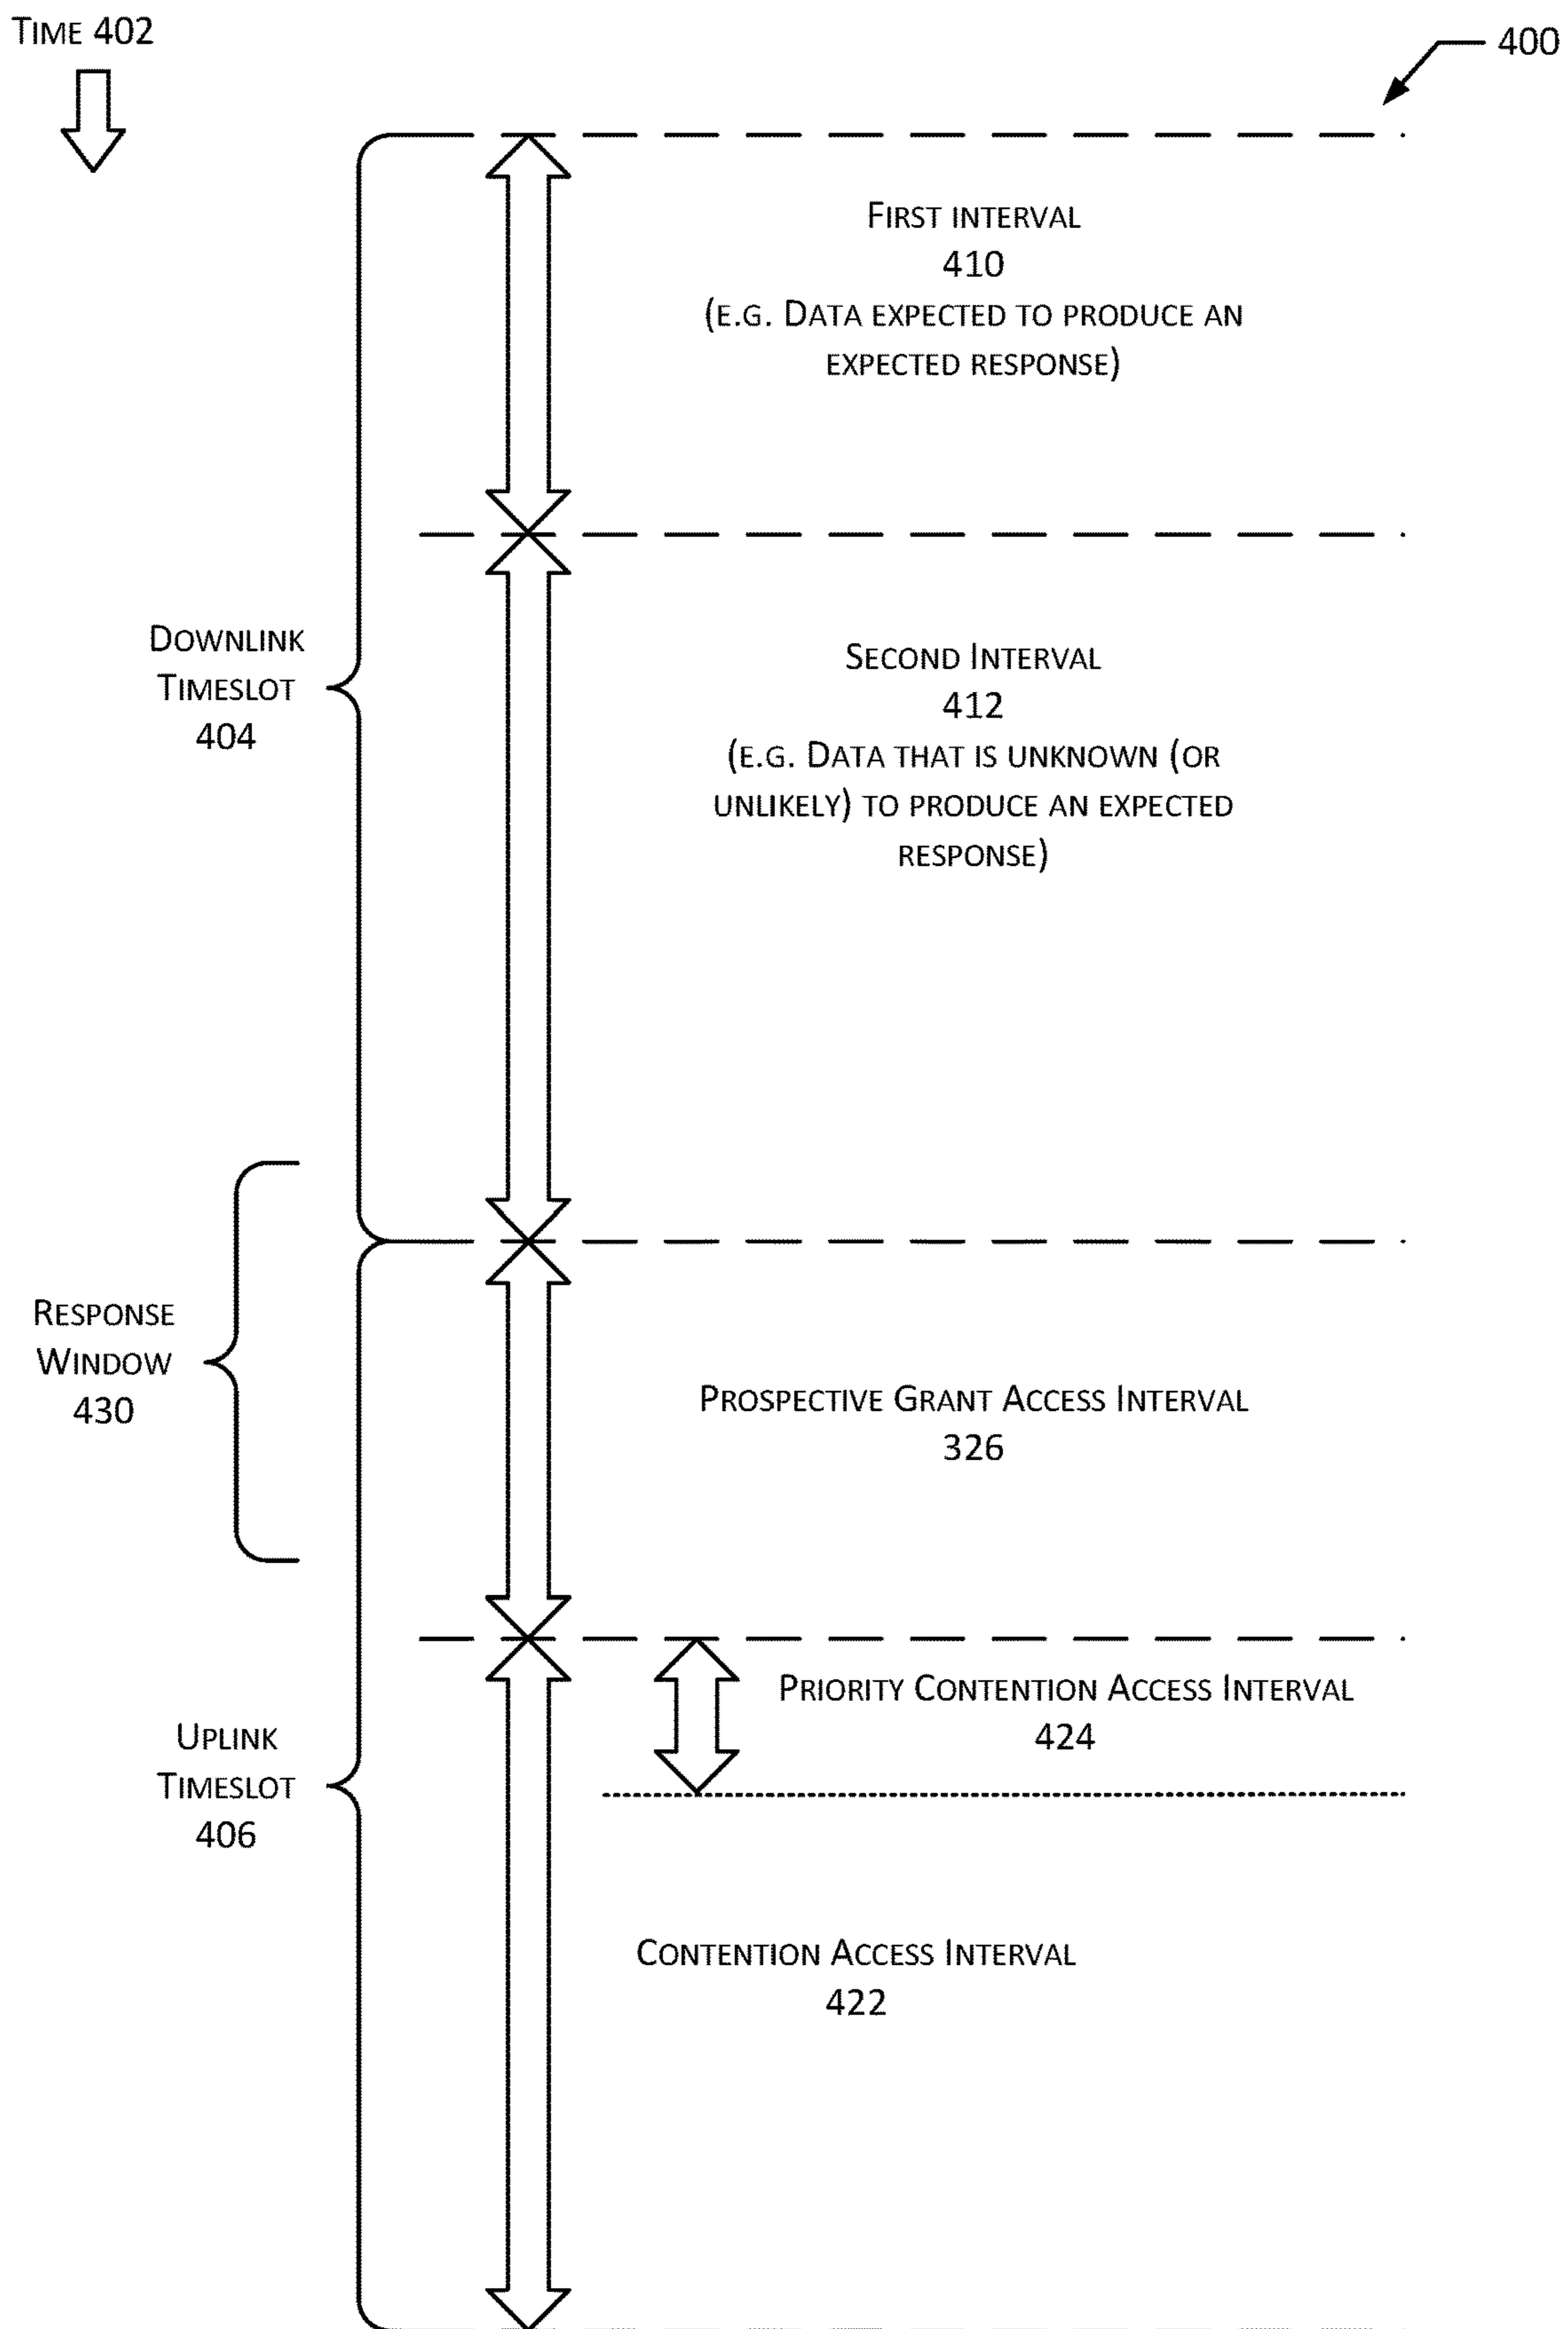 Time 402
400
First interval
410
(e.g. Data expected to produce an
expected response)
Downlink
Timeslot
404
Second Interval
412
(e.g. Data that is unknown (or
unlikely) to produce an expected
response)
Response
Window
430
Prospective Grant Access Interval
326
Priority Contention Access Interval
424
Uplink
Timeslot
406
Contention Access Interval
422